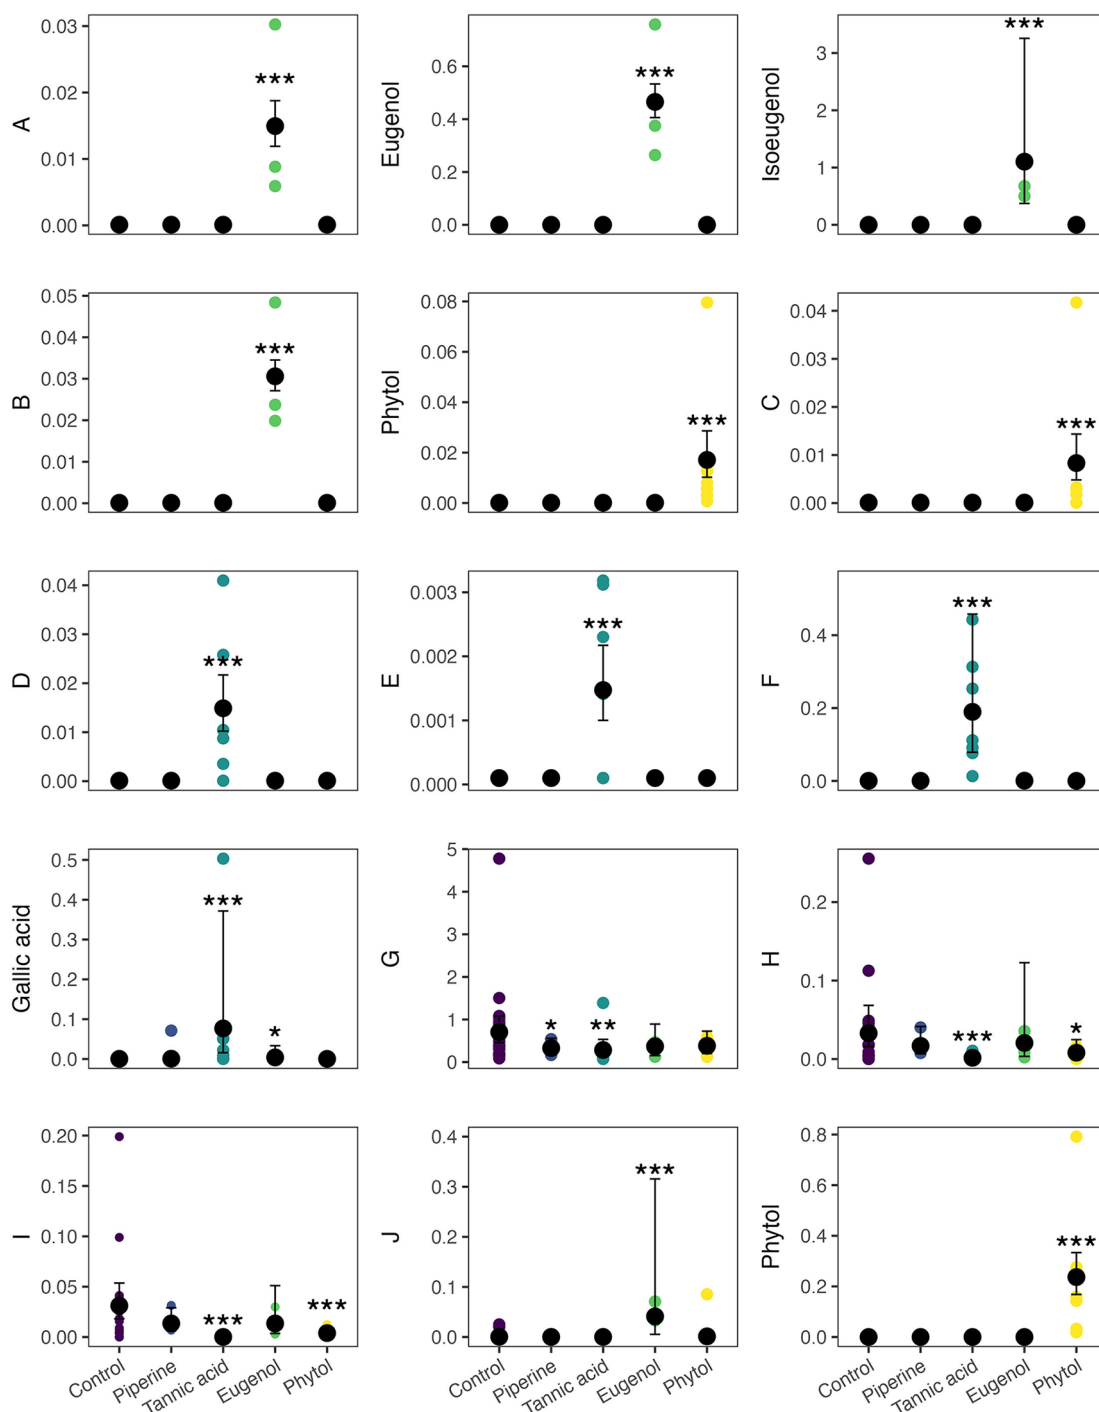 A
0.03
0.02
0.01
0.00
***
Eugenol
0.6
0.4
0.2
0.0
***
Isoeugenol
3
2
1
0
***
B
0.05
0.04
0.03
0.02
0.01
0.00
***
Phytol
0.08
0.06
0.04
0.02
0.00
***
C
0.04
0.03
0.02
0.01
0.00
***
D
0.04
0.03
0.02
0.01
0.00
***
E
0.003
0.002
0.001
0.000
***
F
0.4
0.2
0.0
***
Gallic acid
0.5
0.4
0.3
0.2
0.1
0.0
***
*
G
5
4
3
2
1
0
*
**
H
0.2
0.1
0.0
***
*
I
0.20
0.15
0.10
0.05
0.00
***
***
Control
Piperine
Tannic acid
Eugenol
Phytol
J
0.4
0.3
0.2
0.1
0.0
***
Control
Piperine
Tannic acid
Eugenol
Phytol
Phytol
0.8
0.6
0.4
0.2
0.0
***
Control
Piperine
Tannic acid
Eugenol
Phytol